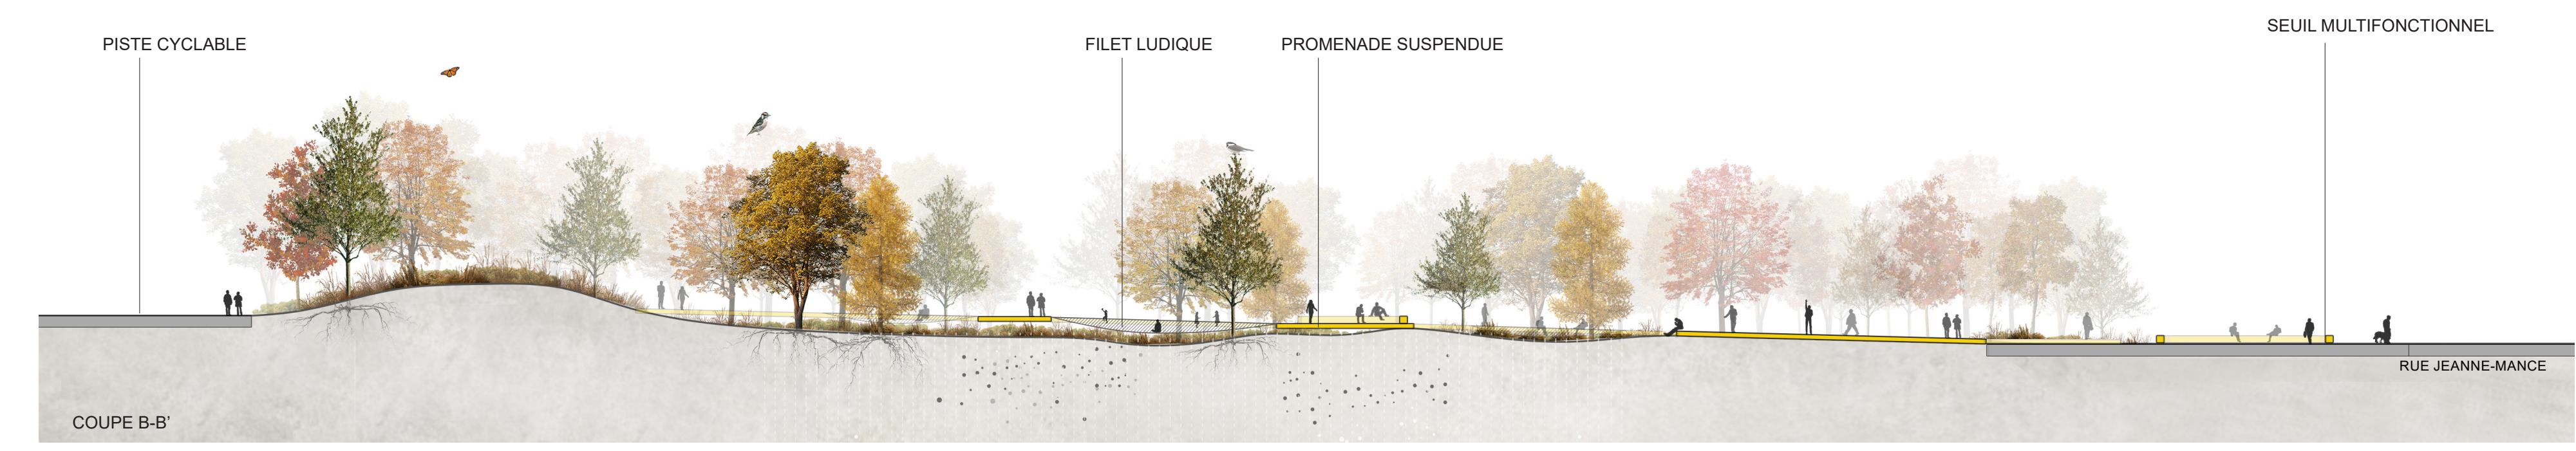 PISTE CYCLABLE
FILET LUDIQUE
PROMENADE SUSPENDUE
SEUIL MULTIFONCTIONNEL
RUE JEANNE-MANCE
COUPE B-B'